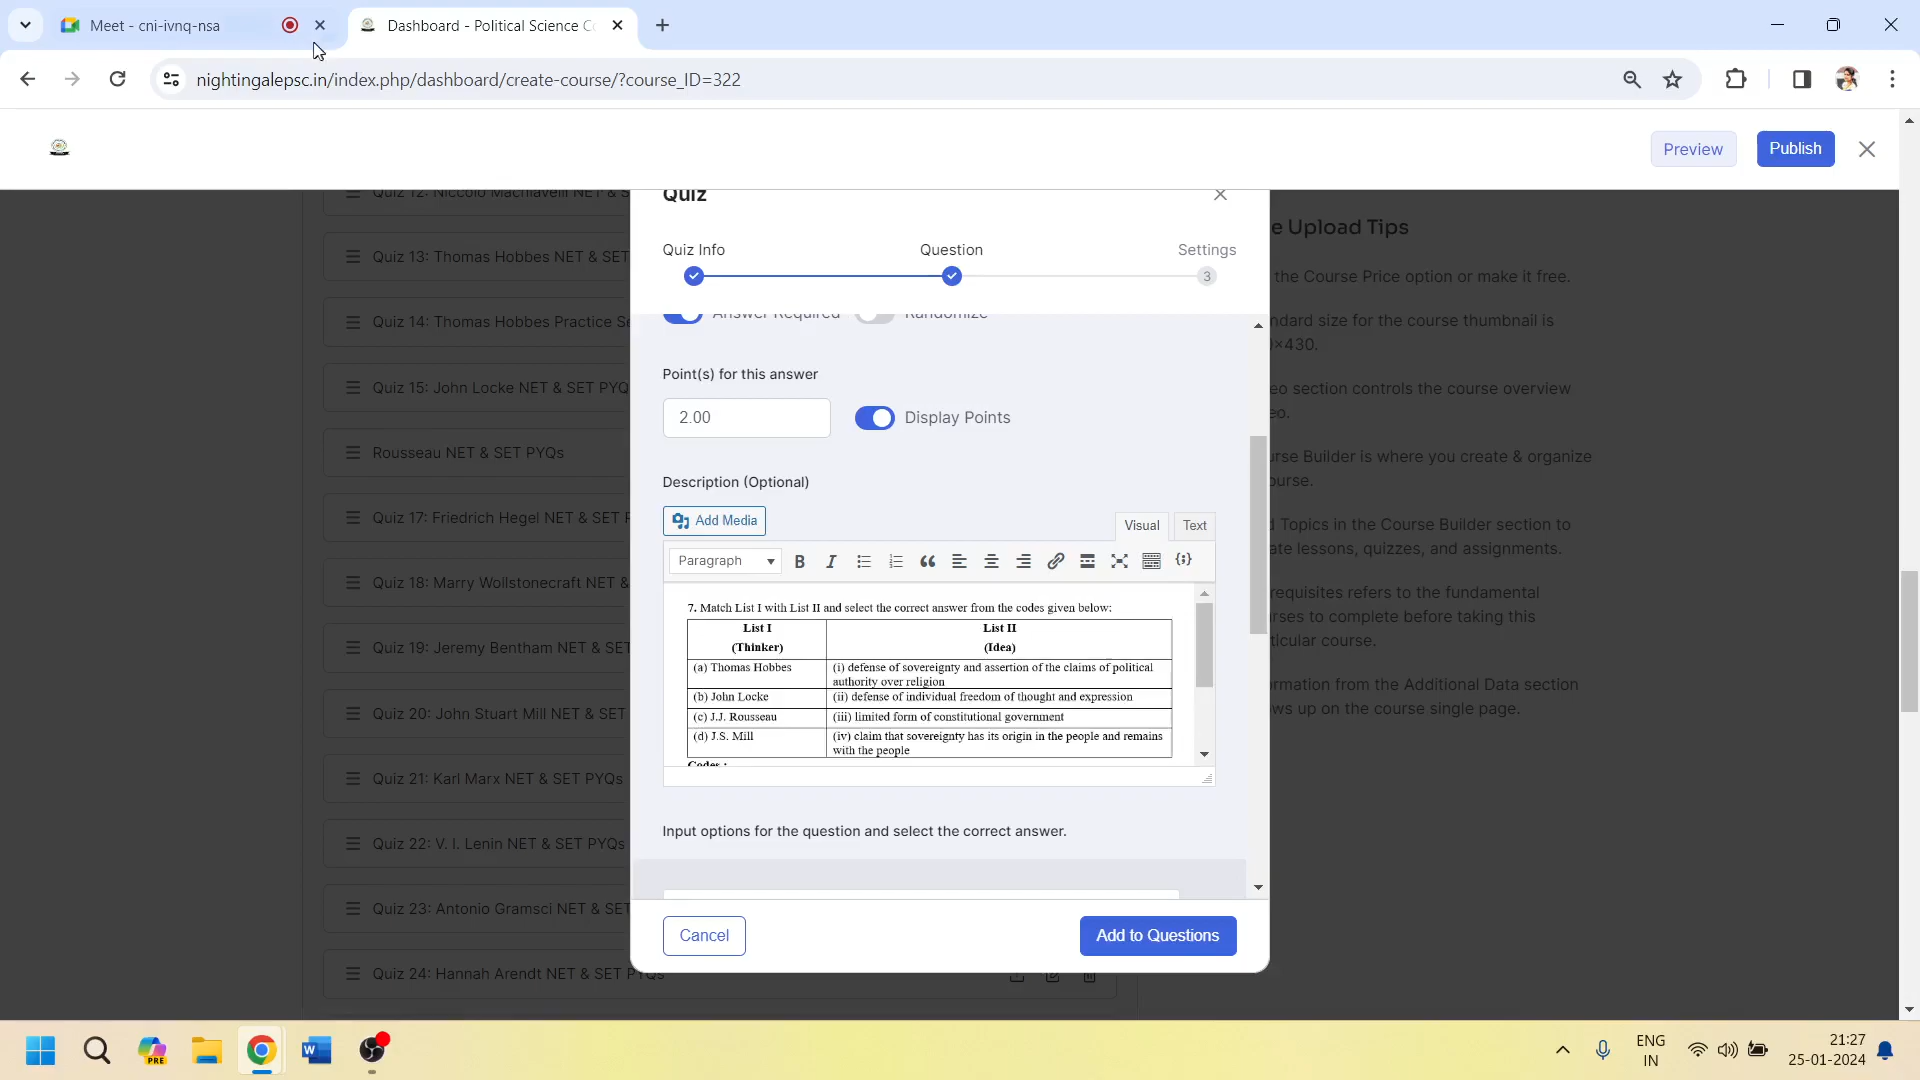 Meet - cni-ivnq-nsa
Dashboard - Political Science Co
nightingalepsc.in/index.php/dashboard/create-course/?course_ID=322
Preview
Publish
Quiz 12: Niccolo Machiavelli NET & S
Quiz 13: Thomas Hobbes NET & SET
Quiz 14: Thomas Hobbes Practice Se
Quiz 15: John Locke NET & SET PYQ
Rousseau NET & SET PYQs
Quiz 17: Friedrich Hegel NET & SET F
Quiz 18: Marry Wollstonecraft NET &
Quiz 19: Jeremy Bentham NET & SE
Quiz 20: John Stuart Mill NET & SET
Quiz 21: Karl Marx NET & SET PYQs
Quiz 22: V. I. Lenin NET & SET PYQs
Quiz 23: Antonio Gramsci NET & SET
Quiz 24: Hannah Arendt NET & SET PYQs
Quiz
Quiz Info
Question
Settings
3
Answer Required
Randomize
Point(s) for this answer
2.00
Display Points
Description (Optional)
Add Media
Visual
Text
Paragraph
B
I
7. Match List I with List II and select the correct answer from the codes given below:
List I
(Thinker)
List II
(Idea)
(a) Thomas Hobbes
(i) defense of sovereignty and assertion of the claims of political
authority over religion
(b) John Locke
(ii) defense of individual freedom of thought and expression
(c) J.J. Rousseau
(iii) limited form of constitutional government
(d) J.S. Mill
(iv) claim that sovereignty has its origin in the people and remains
with the people
Codes :
Input options for the question and select the correct answer.
Cancel
Add to Questions
e Upload Tips
the Course Price option or make it free.
ndard size for the course thumbnail is
×430.
eo section controls the course overview
eo.
rse Builder is where you create & organize
ourse.
d Topics in the Course Builder section to
ate lessons, quizzes, and assignments.
requisites refers to the fundamental
rses to complete before taking this
ticular course.
rmation from the Additional Data section
ws up on the course single page.
PRE
ENG
IN
21:27
25-01-2024